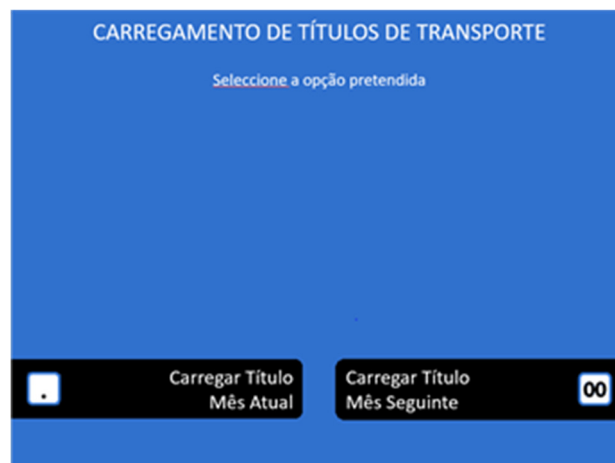 CARREGAMENTO DE TÍTULOS DE TRANSPORTE
Seleccione a opção pretendida
.
Carregar Título
Mês Atual
Carregar Título
Mês Seguinte
00